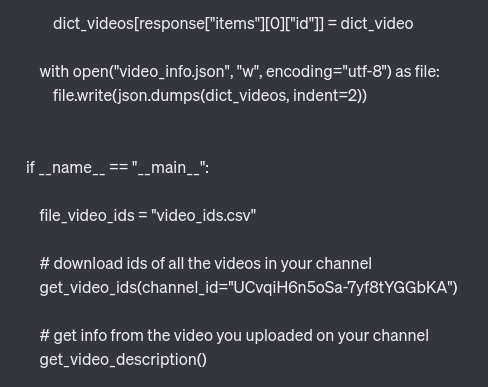 dict_videos[response["items"][0]["id"]] = dict_video
with open("video_info.json", "w", encoding="utf-8") as file:
file.write(json.dumps(dict_videos, indent=2))
if __name__ == "__main__":
file_video_ids = "video_ids.csv"
# download ids of all the videos in your channel
get_video_ids(channel_id="UCvqiH6n5oSa-7yf8tYGGbKA")
# get info from the video you uploaded on your channel
get_video_description()